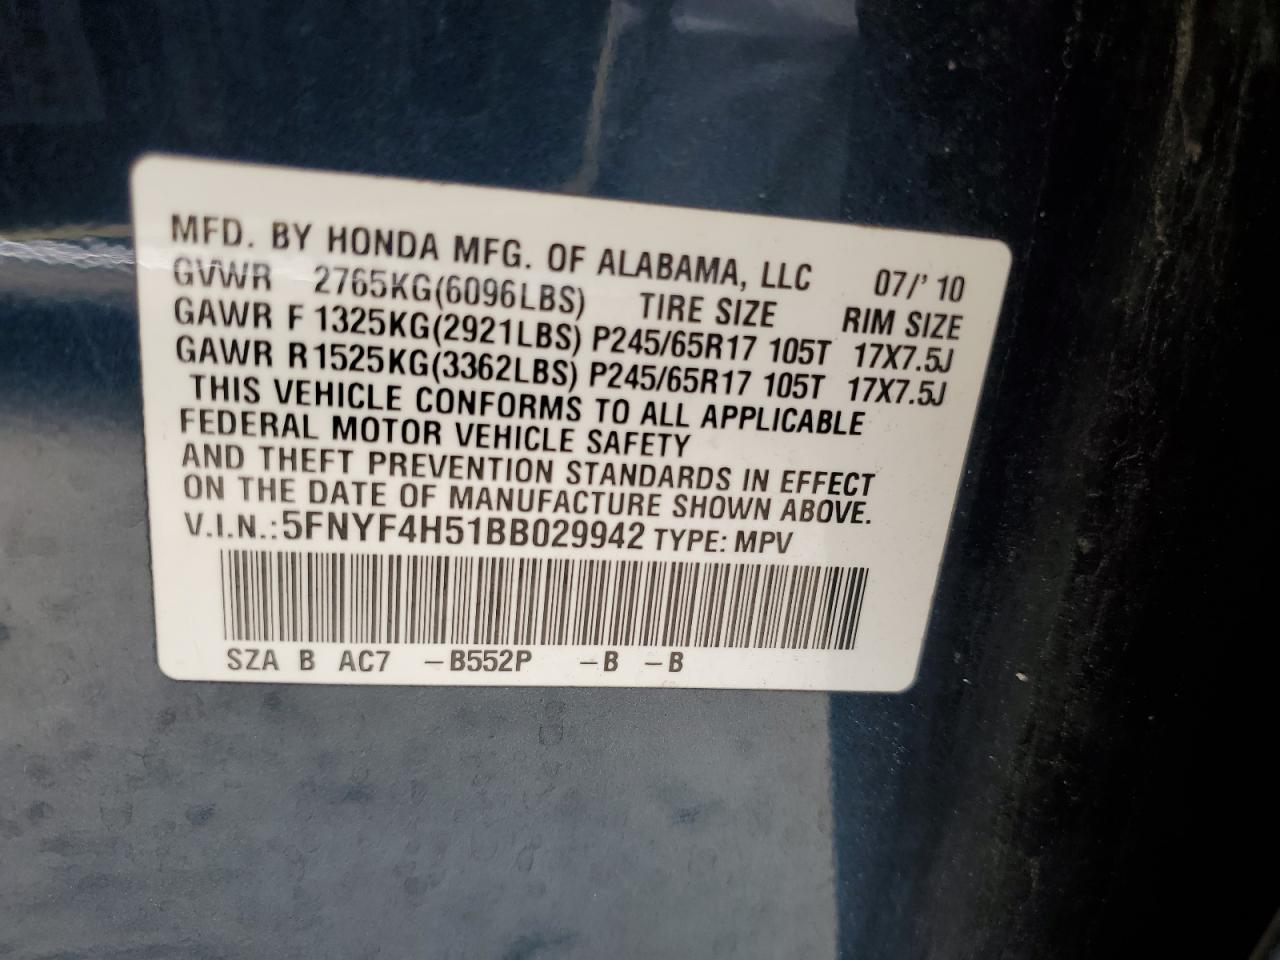 MFD. BY HONDA MFG. OF ALABAMA, LLC 07/'10
GVWR 2765KG(6096LBS) TIRE SIZE RIM SIZE
GAWR F 1325KG(2921LBS) P245/65R17 105T 17X7.5J
GAWR R1525KG(3362LBS) P245/65R17 105T 17X7.5J
THIS VEHICLE CONFORMS TO ALL APPLICABLE
FEDERAL MOTOR VEHICLE SAFETY
AND THEFT PREVENTION STANDARDS IN EFFECT
ON THE DATE OF MANUFACTURE SHOWN ABOVE.
V.I.N.:5FNYF4H51BB029942 TYPE: MPV
SZA B AC7 -B552P -B -B